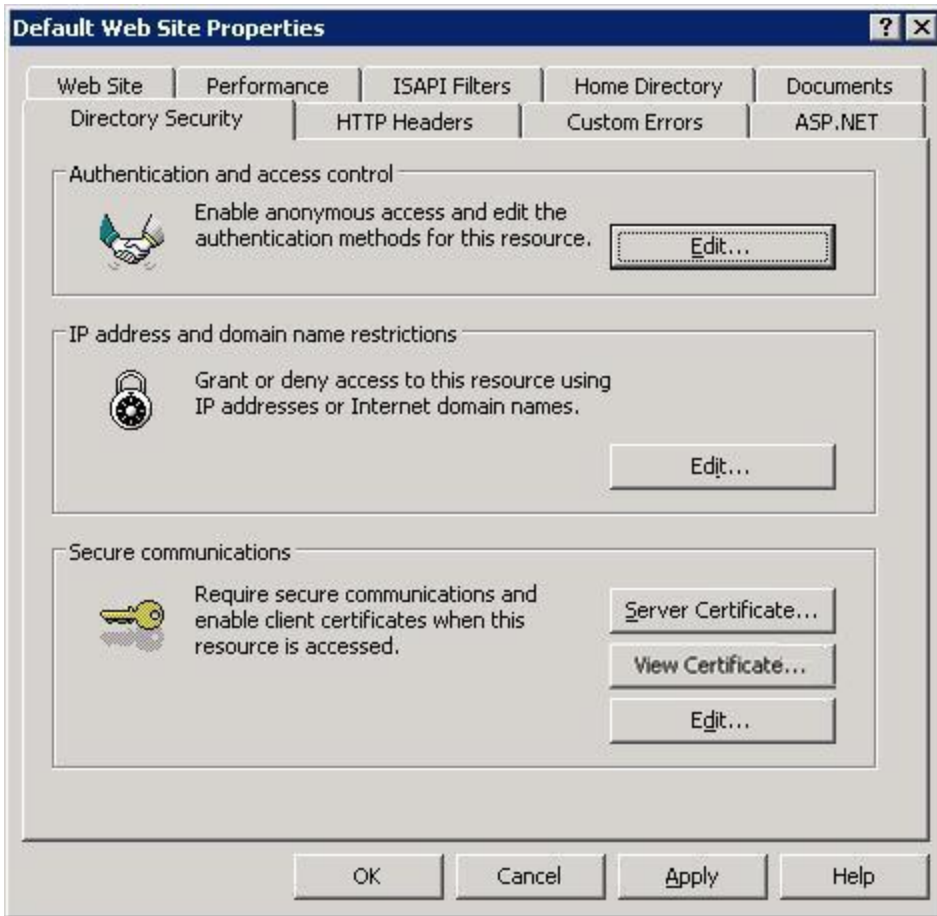 Default Web Site Properties
Web Site Performance ISAPI Filters Home Directory Documents
Directory Security HTTP Headers Custom Errors ASP.NET
Authentication and access control
Enable anonymous access and edit the
authentication methods for this resource.
Edit...
IP address and domain name restrictions
Grant or deny access to this resource using
IP addresses or Internet domain names.
Edit...
Secure communications
Require secure communications and
enable client certificates when this
resource is accessed.
Server Certificate...
View Certificate...
Edit...
OK Cancel Apply Help